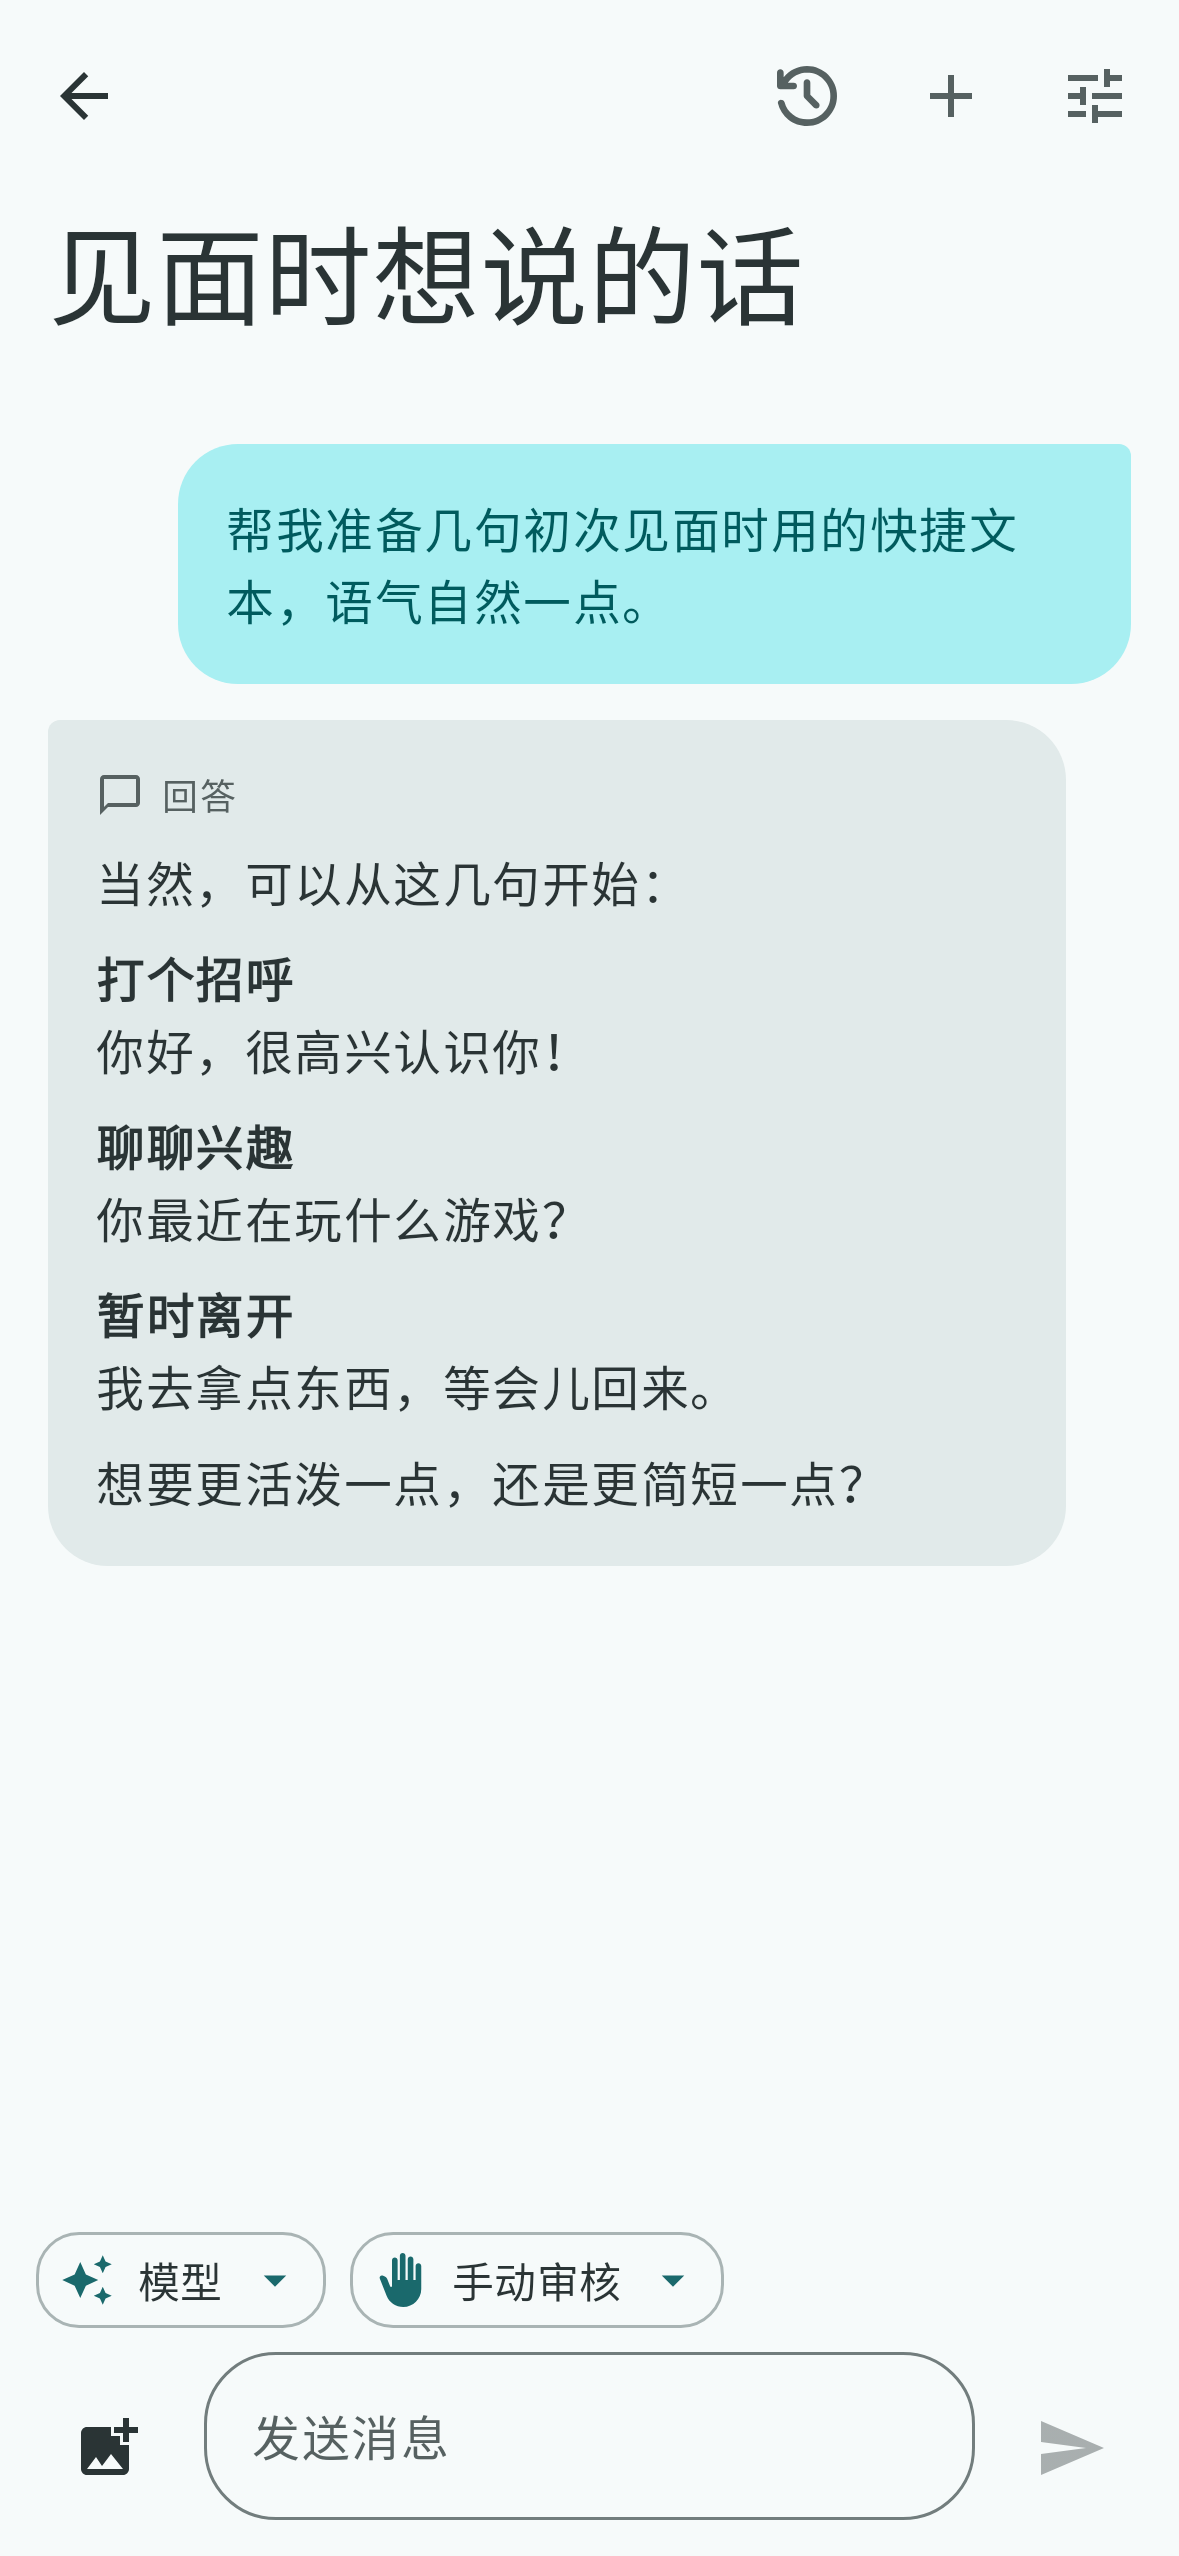 见面时想说的话
帮我准备几句初次见面时用的快捷文
本，语气自然一点。
回答
当然，可以从这几句开始：
打个招呼
你好，很高兴认识你！
聊聊兴趣
你最近在玩什么游戏？
暂时离开
我去拿点东西，等会儿回来。
想要更活泼一点，还是更简短一点？
模型
手动审核
发送消息